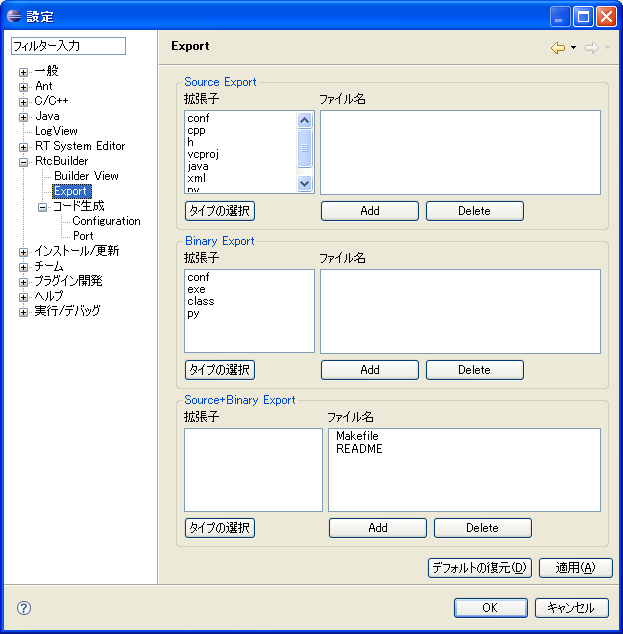 設定
フィルター入力
Export
一般
Ant
C/C++
Java
LogView
RT System Editor
RtcBuilder
Builder View
Export
コード生成
Configuration
Port
インストール/更新
チーム
プラグイン開発
ヘルプ
実行/デバッグ
Source Export
拡張子 ファイル名
conf
cpp
h
vcproj
java
xml
py
タイプの選択 Add Delete
Binary Export
拡張子 ファイル名
conf
exe
class
py
タイプの選択 Add Delete
Source+Binary Export
拡張子 ファイル名
Makefile
README
タイプの選択 Add Delete
デフォルトの復元(D) 適用(A)
OK キャンセル